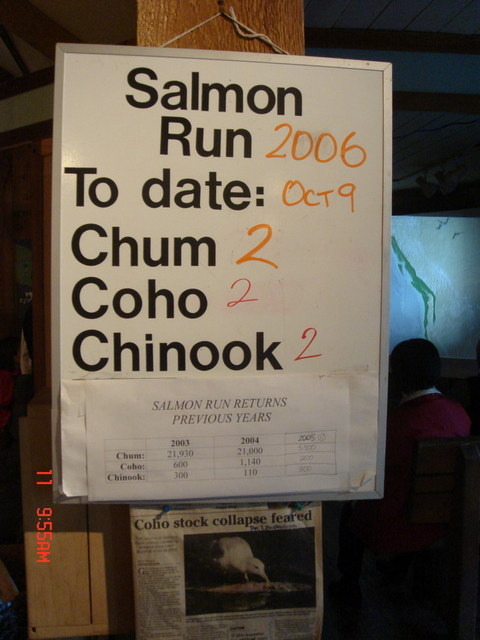 Salmon
Run 2006
To date: OCT 9
Chum 2
Coho 2
Chinook 2
SALMON RUN RETURNS
PREVIOUS YEARS
2003 2004 2005
Chum: 21,930 21,000
Coho: 600 1,140
Chinook: 300 110
Coho stock collapse feared
11 9:55AM